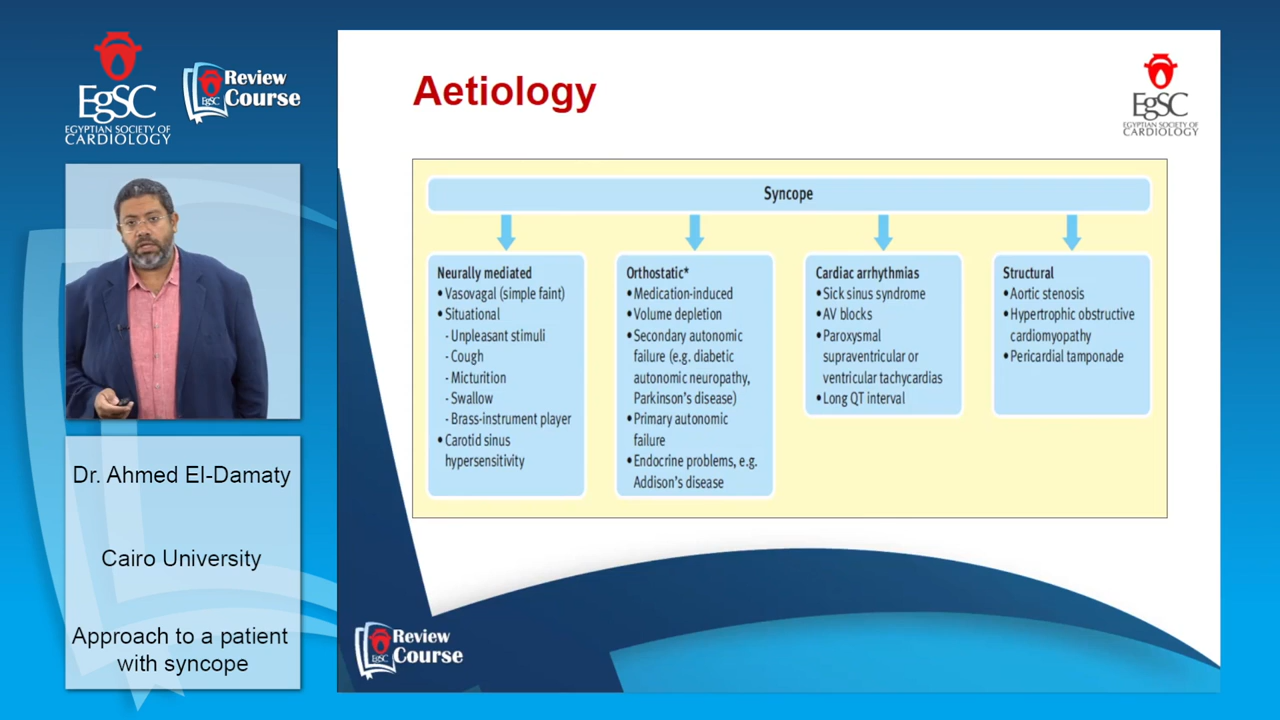 EgSC
EGYPTIAN SOCIETY OF
CARDIOLOGY
EgSC
Review
Course
Dr. Ahmed El-Damaty
Cairo University
Approach to a patient
with syncope
Aetiology
EgSC
EGYPTIAN SOCIETY OF
CARDIOLOGY
Syncope
Neurally mediated
• Vasovagal (simple faint)
• Situational
- Unpleasant stimuli
- Cough
- Micturition
- Swallow
- Brass-instrument player
• Carotid sinus
hypersensitivity
Orthostatic*
• Medication-induced
• Volume depletion
• Secondary autonomic
failure (e.g. diabetic
autonomic neuropathy,
Parkinson's disease)
• Primary autonomic
failure
• Endocrine problems, e.g.
Addison's disease
Cardiac arrhythmias
• Sick sinus syndrome
• AV blocks
• Paroxysmal
supraventricular or
ventricular tachycardias
• Long QT interval
Structural
• Aortic stenosis
• Hypertrophic obstructive
cardiomyopathy
• Pericardial tamponade
EgSC
Review
Course